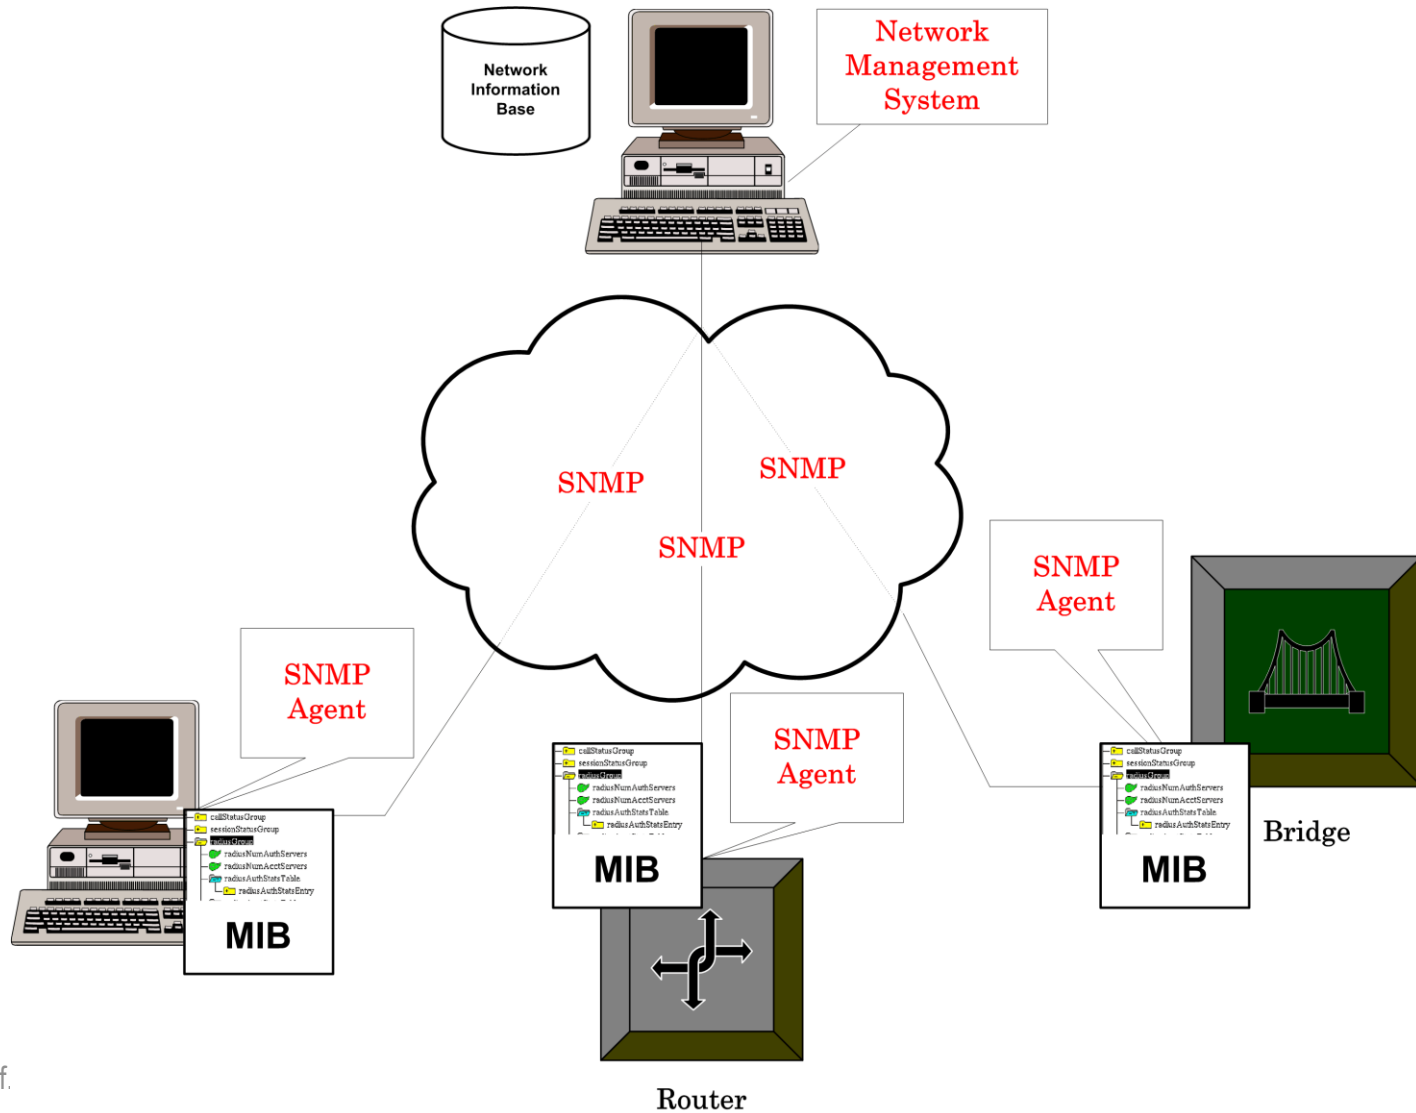 Network
Information
Base
Network
Management
System
SNMP
SNMP
SNMP
SNMP
Agent
SNMP
Agent
SNMP
Agent
callStatusGroup
sessionStatusGroup
radiusGroup
radiusNumAuthServers
radiusNumAcctServers
radiusAuthStatsTable
radiusAuthStatsEntry
MIB
callStatusGroup
sessionStatusGroup
radiusGroup
radiusNumAuthServers
radiusNumAcctServers
radiusAuthStatsTable
radiusAuthStatsEntry
MIB
callStatusGroup
sessionStatusGroup
radiusGroup
radiusNumAuthServers
radiusNumAcctServers
radiusAuthStatsTable
radiusAuthStatsEntry
MIB
Bridge
Router
f.